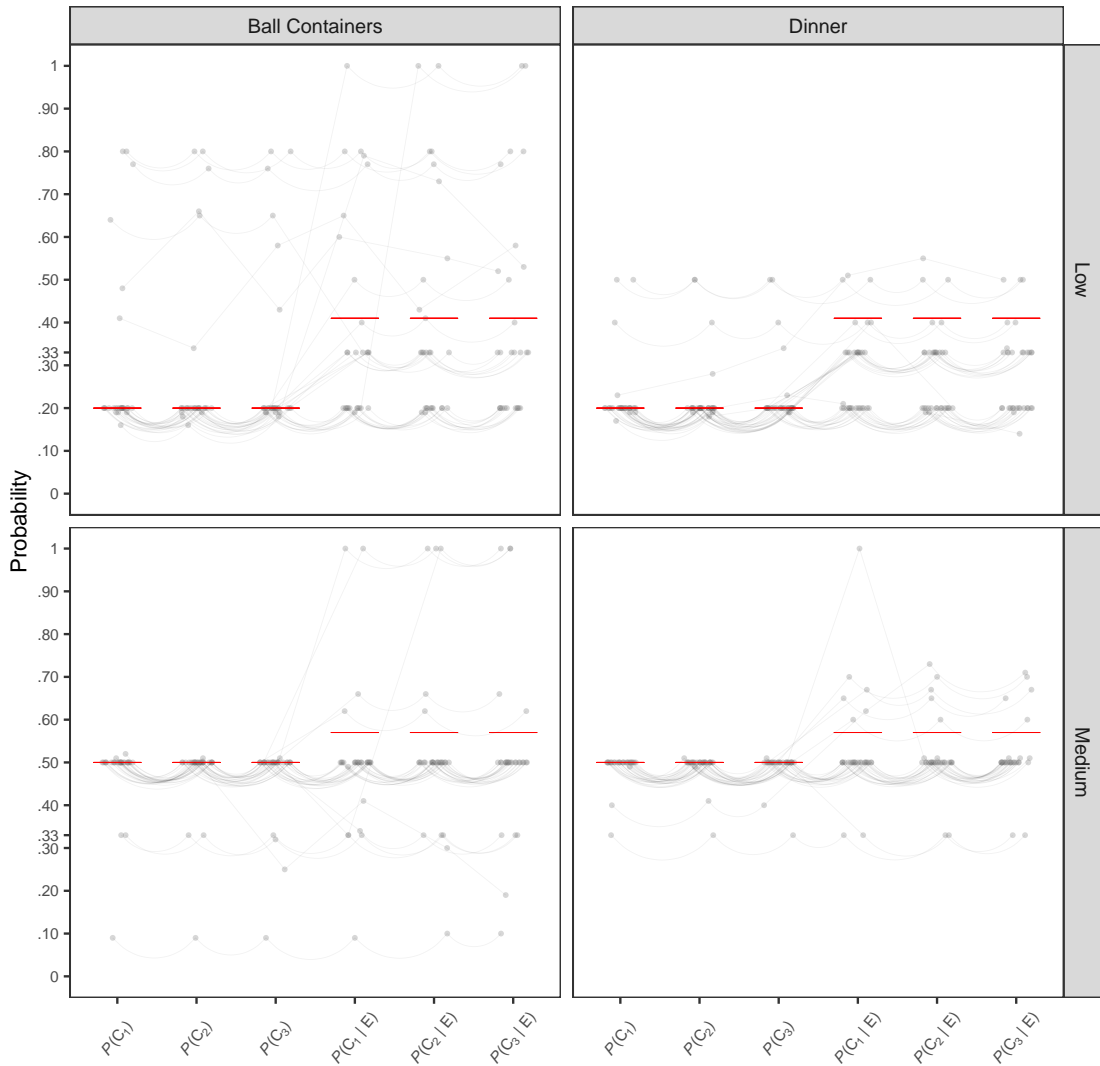 Ball Containers
Dinner
Probability
1
.90
.80
.70
.60
.50
.40
.33
.30
.20
.10
0
Low
1
.90
.80
.70
.60
.50
.40
.33
.30
.20
.10
0
Medium
P(C₁)
P(C₂)
P(C₃)
P(C₁ | E)
P(C₂ | E)
P(C₃ | E)
P(C₁)
P(C₂)
P(C₃)
P(C₁ | E)
P(C₂ | E)
P(C₃ | E)